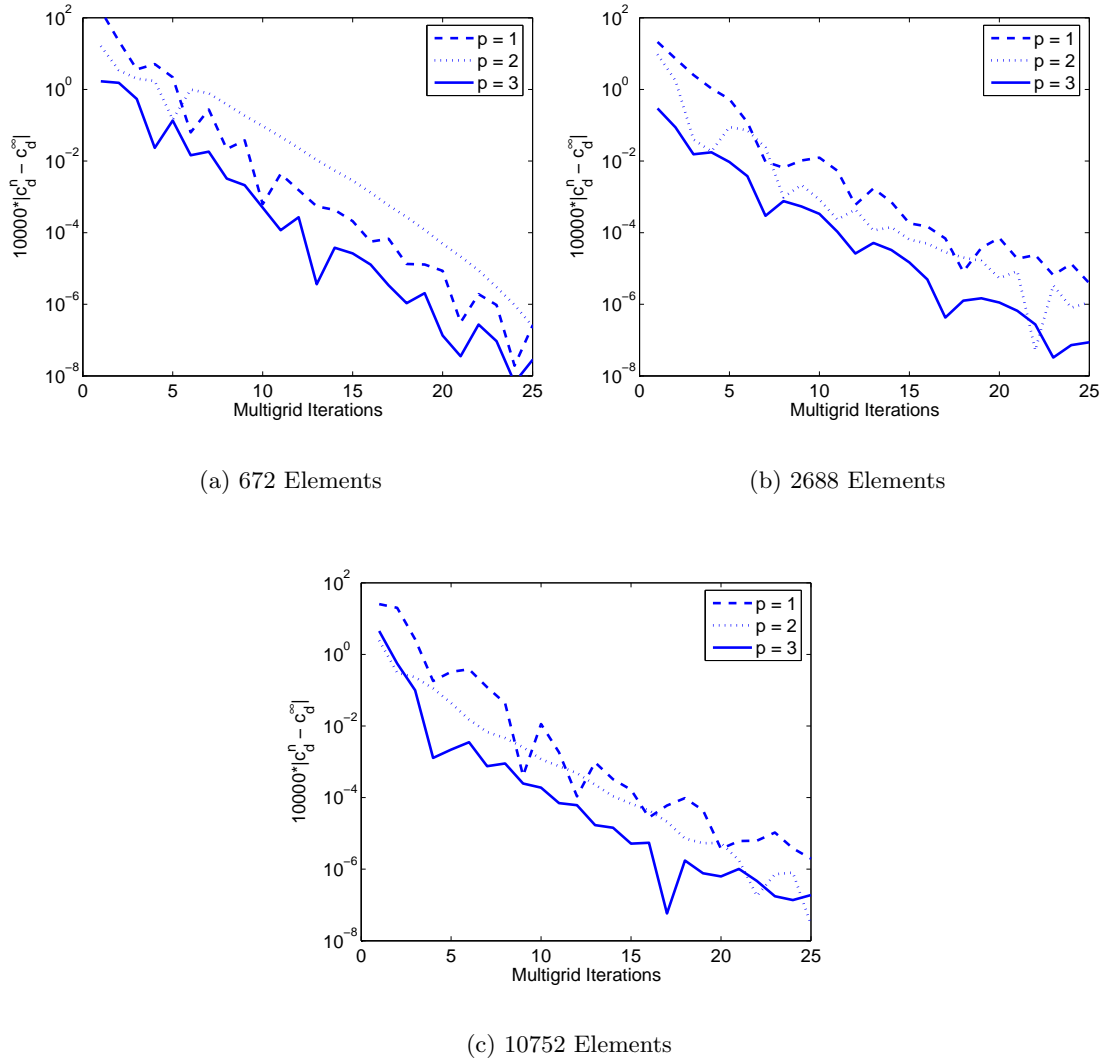 10^2
10^0
10^−2
10^−4
10^−6
10^−8
10000*|c_d^n − c_d^∞|
0 5 10 15 20 25
Multigrid Iterations
p = 1
p = 2
p = 3
(a) 672 Elements
10^2
10^0
10^−2
10^−4
10^−6
10^−8
10000*|c_d^n − c_d^∞|
0 5 10 15 20 25
Multigrid Iterations
p = 1
p = 2
p = 3
(b) 2688 Elements
10^2
10^0
10^−2
10^−4
10^−6
10^−8
10000*|c_d^n − c_d^∞|
0 5 10 15 20 25
Multigrid Iterations
p = 1
p = 2
p = 3
(c) 10752 Elements